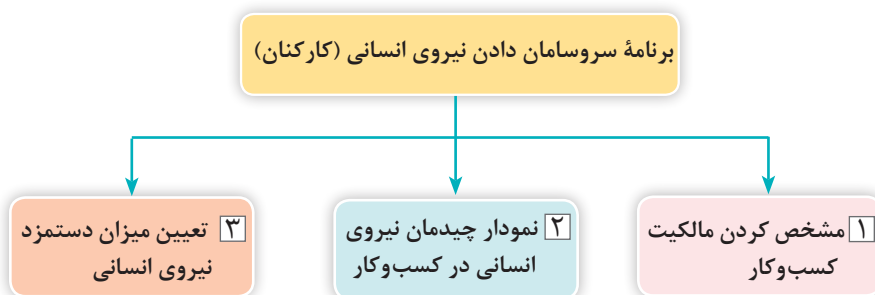 برنامهٔ سروسامان دادن نیروی انسانی (کارکنان)
۱ مشخص کردن مالکیت
کسب‌وکار
۲ نمودار چیدمان نیروی
انسانی در کسب‌وکار
۳ تعیین میزان دستمزد
نیروی انسانی